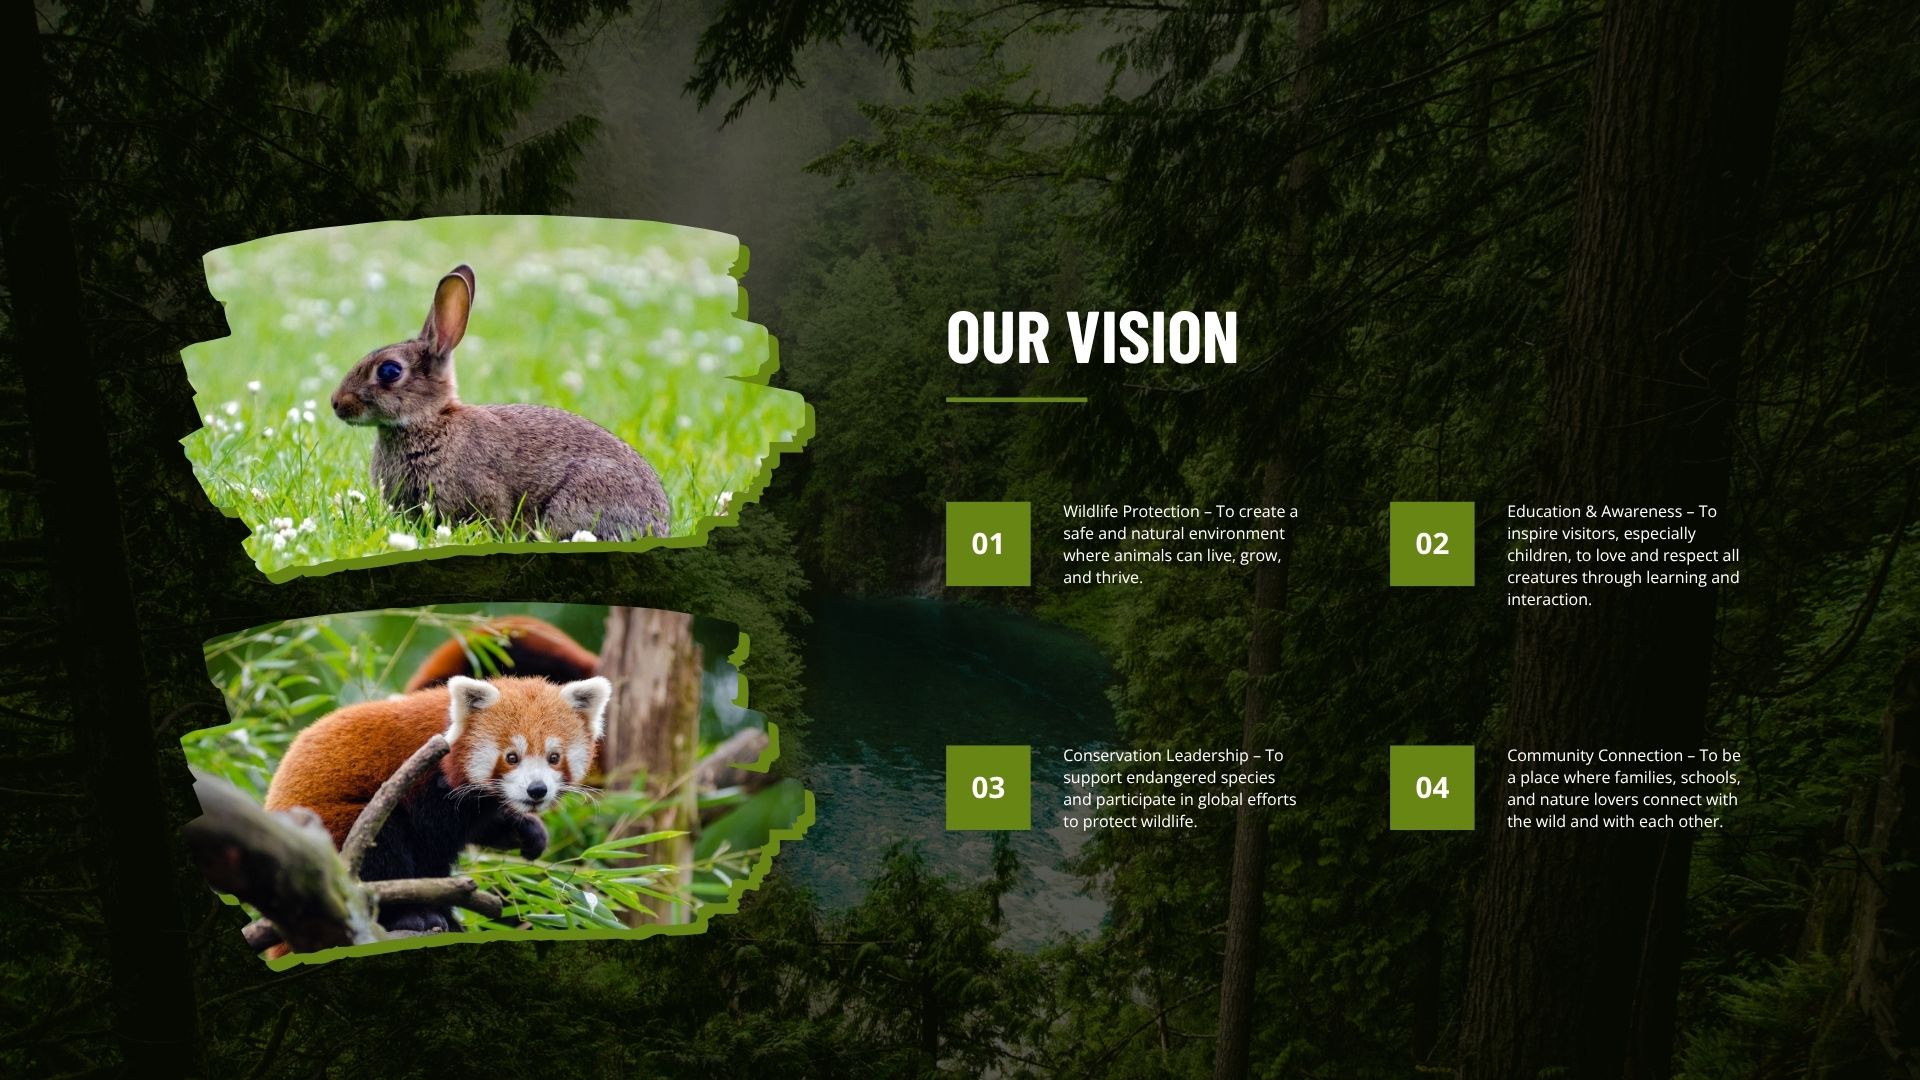 OUR VISION
01
Wildlife Protection – To create a
safe and natural environment
where animals can live, grow,
and thrive.
02
Education & Awareness – To
inspire visitors, especially
children, to love and respect all
creatures through learning and
interaction.
03
Conservation Leadership – To
support endangered species
and participate in global efforts
to protect wildlife.
04
Community Connection – To be
a place where families, schools,
and nature lovers connect with
the wild and with each other.